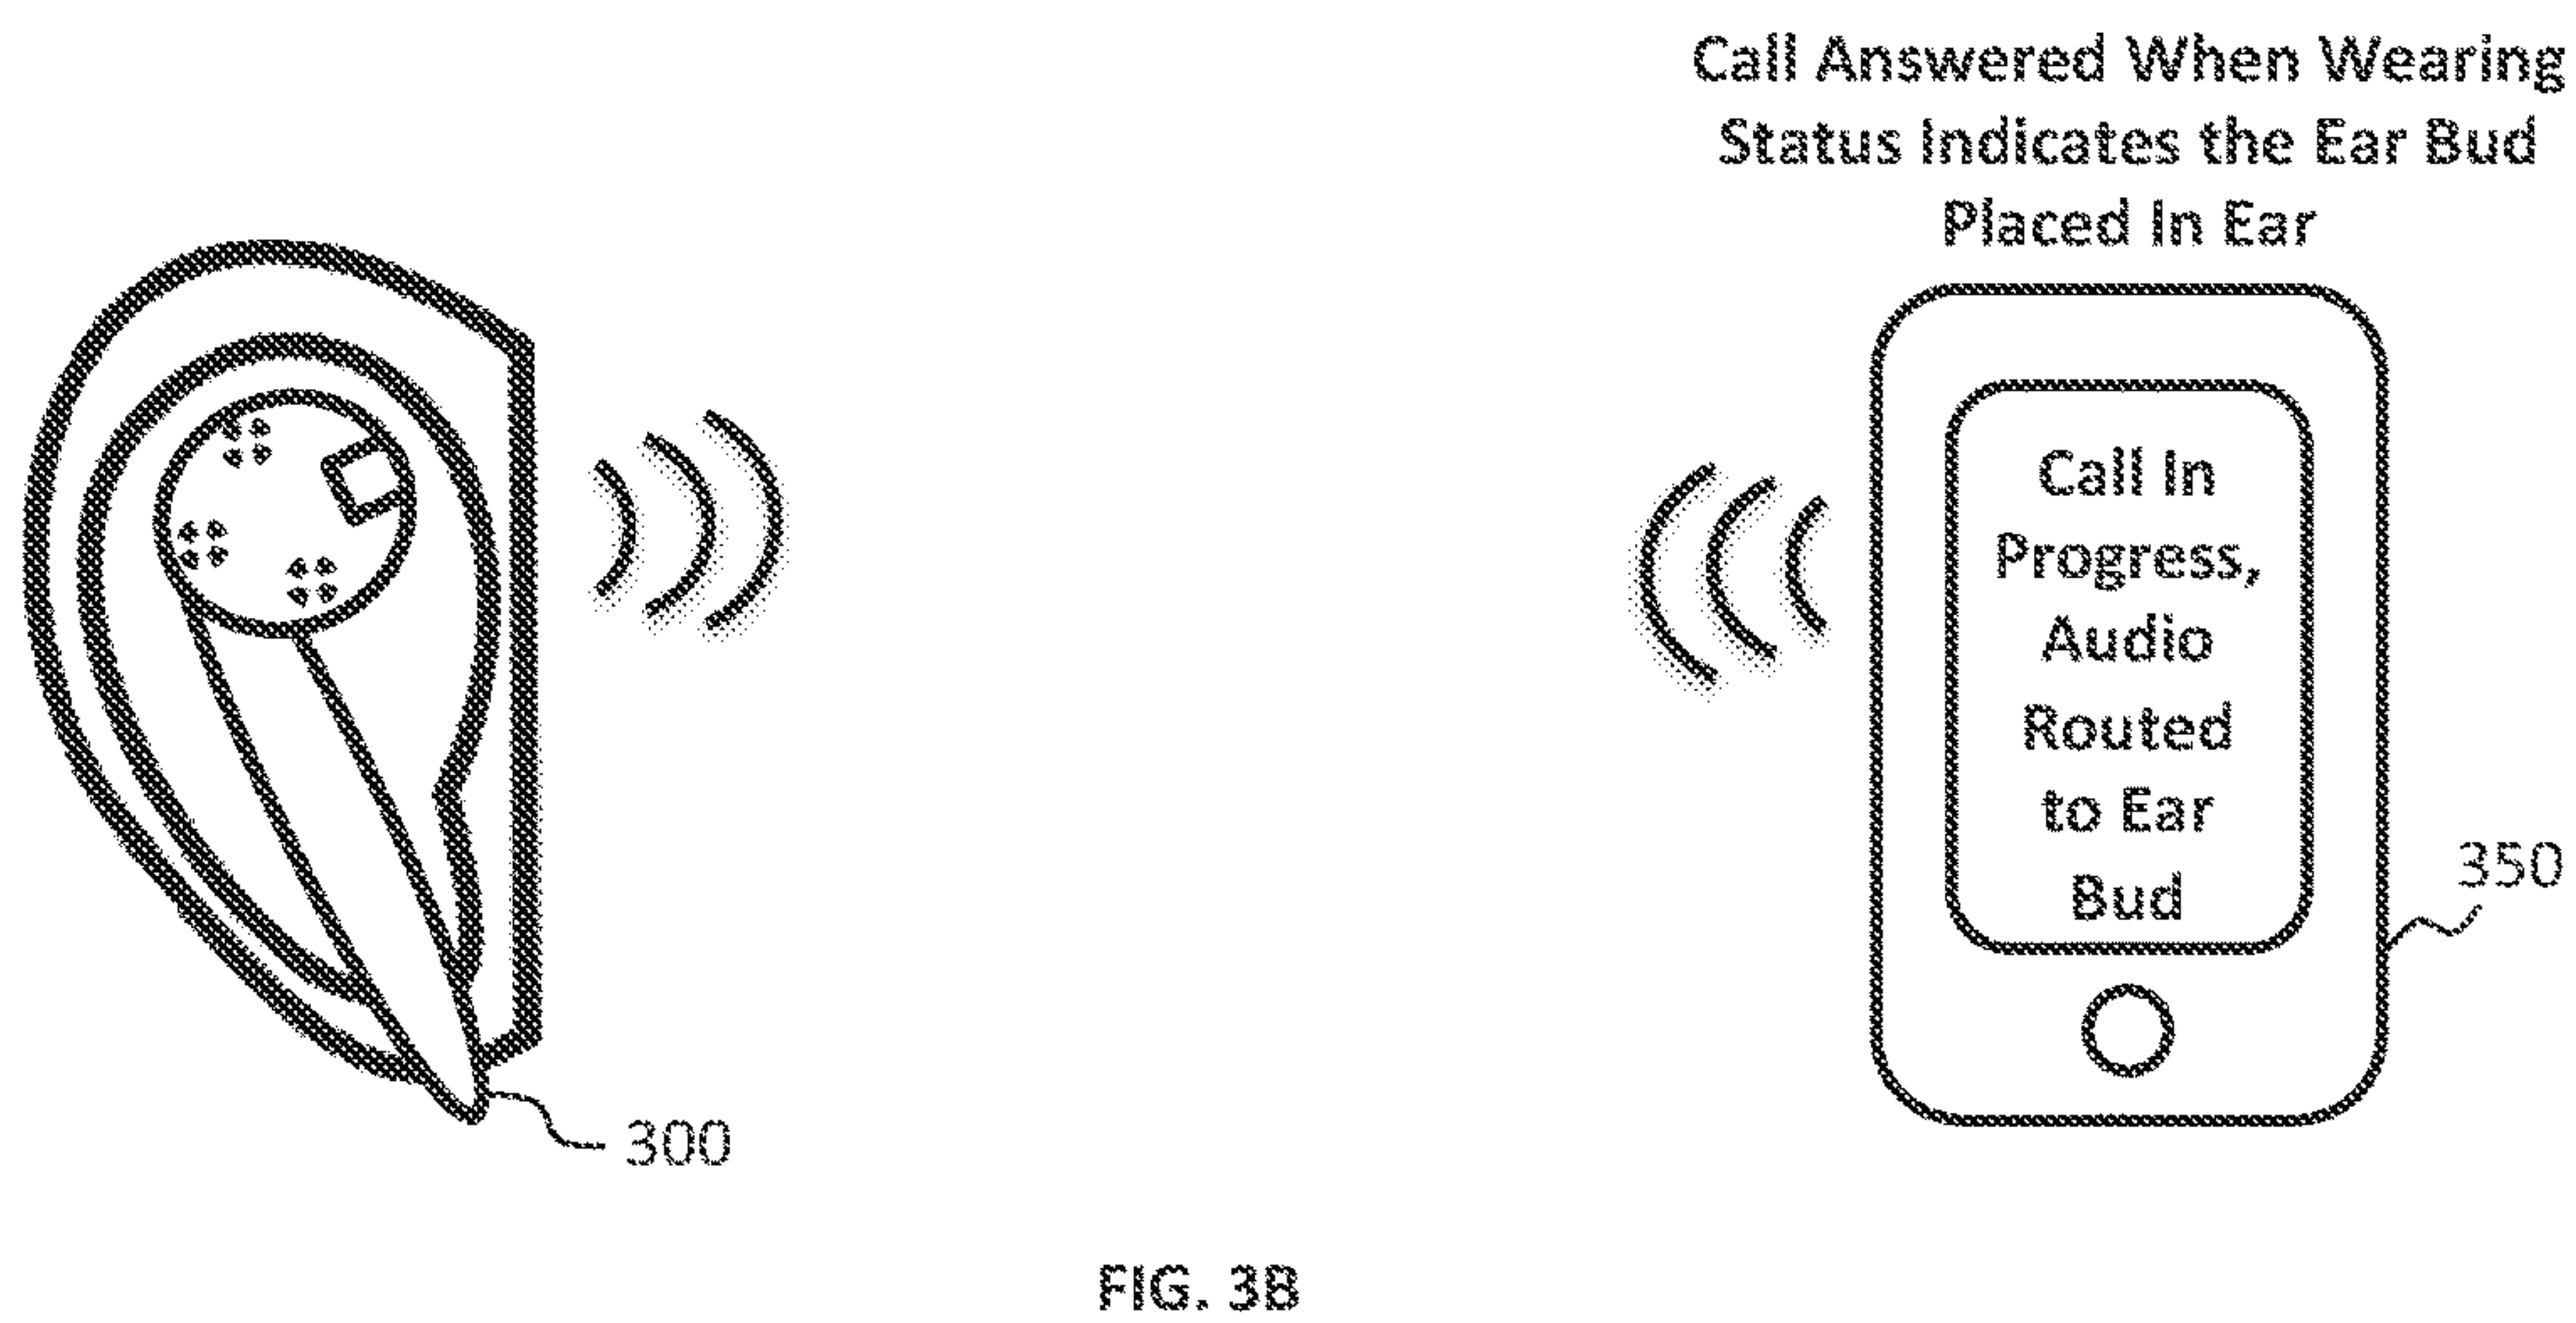 Call Answered When Wearing
Status Indicates the Ear Bud
Placed In Ear
Call In
Progress,
Audio
Routed
to Ear
Bud
350
300
FIG. 3B